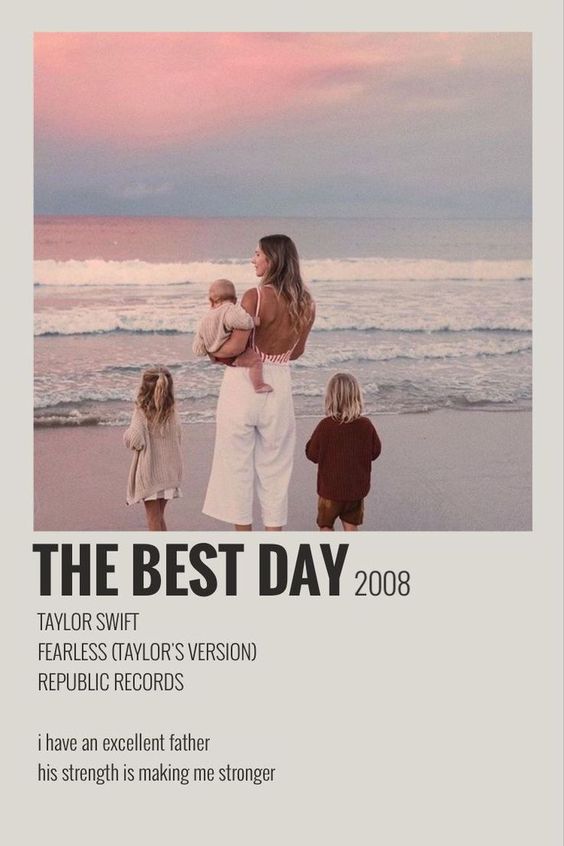 THE BEST DAY 2008
TAYLOR SWIFT
FEARLESS (TAYLOR'S VERSION)
REPUBLIC RECORDS
i have an excellent father
his strength is making me stronger